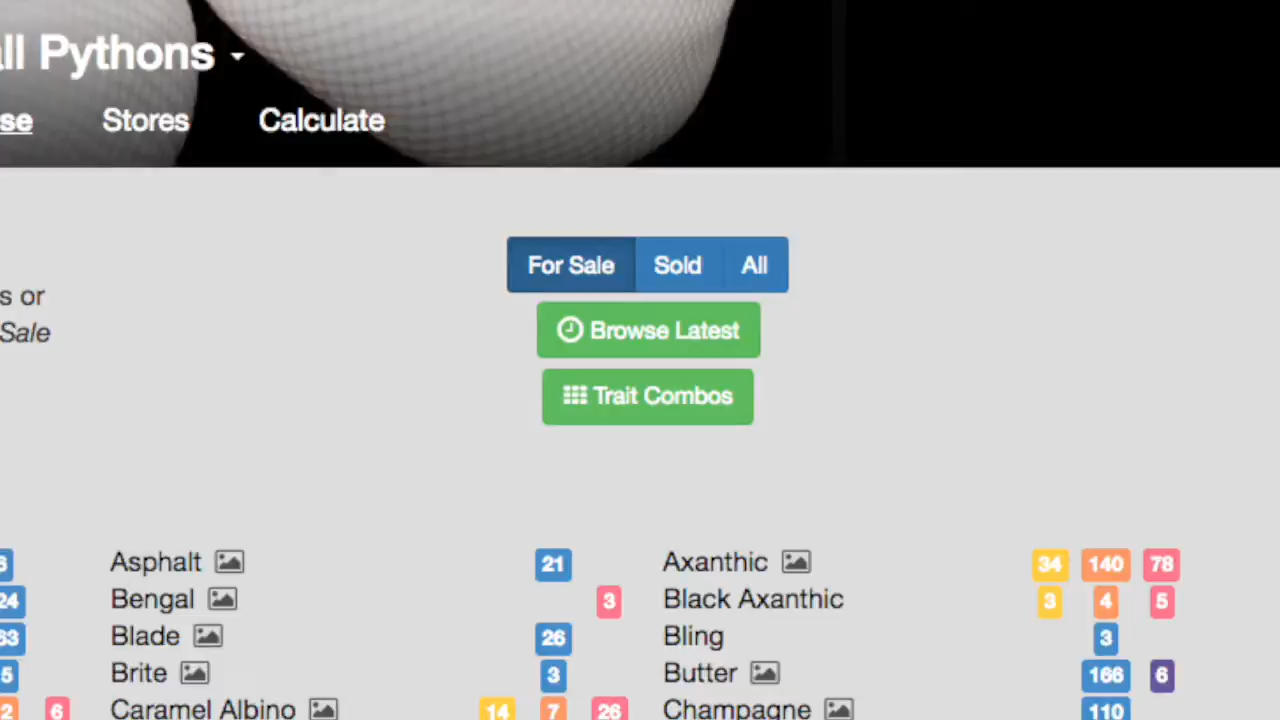 ll Pythons
se Stores Calculate
For Sale Sold All
s or
Browse Latest
Sale
Trait Combos
Asphalt 21 Axanthic 34 140 78
24 Bengal 3 Black Axanthic 3 4 5
63 Blade 26 Bling 3
5 Brite 3 Butter 166 6
2 6 Caramel Albino 14 7 26 Champagne 110